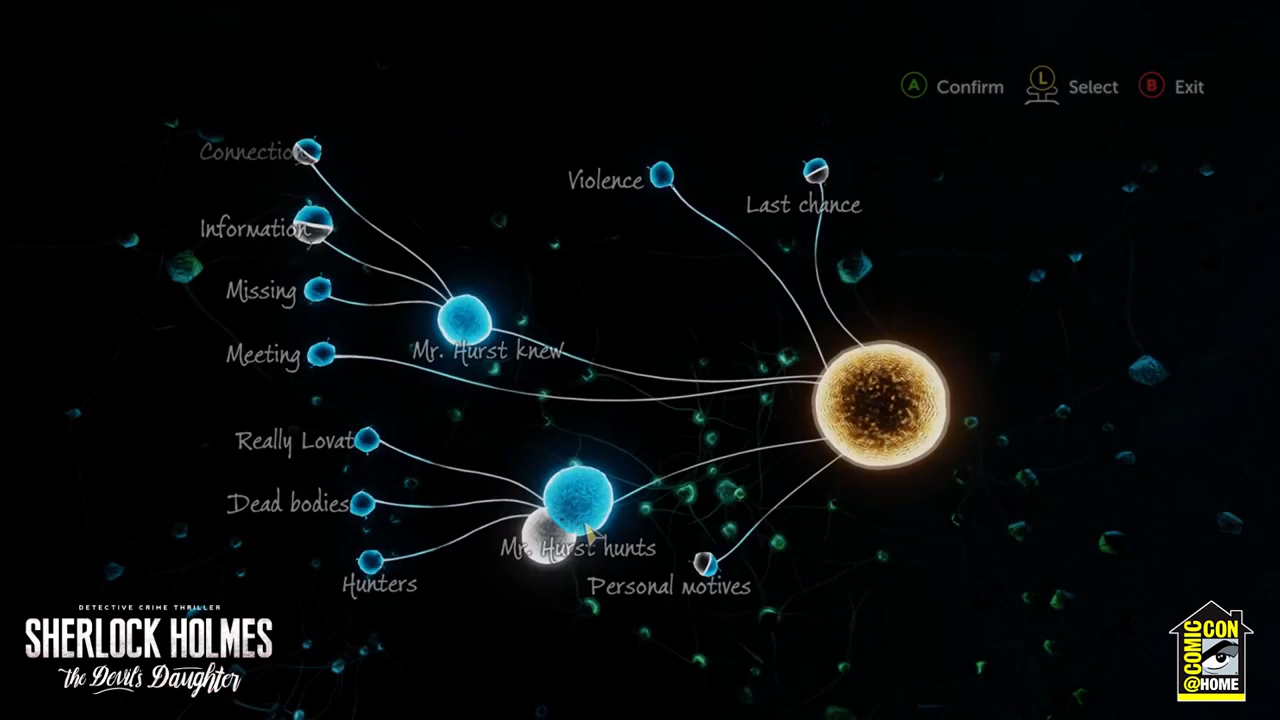 A Confirm L Select B Exit
Connection
Violence
Last chance
Information
Missing
Mr. Hurst knew
Meeting
Really Lovat
Dead bodies
Mr. Hurst hunts
Hunters
Personal motives
DETECTIVE CRIME THRILLER
SHERLOCK HOLMES
the Devil's Daughter
COMIC
CON
@HOME